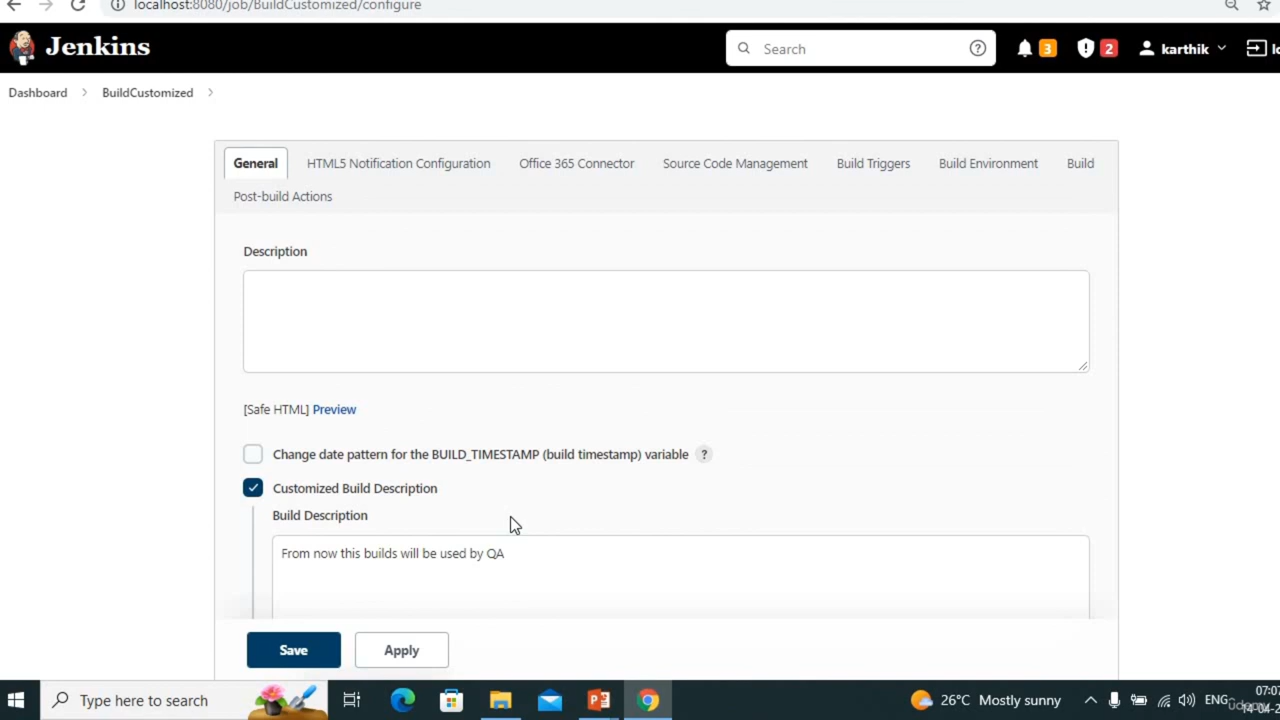 localhost:8080/job/BuildCustomized/configure
Jenkins
Search
3
2
karthik
Dashboard
BuildCustomized
General
HTML5 Notification Configuration
Office 365 Connector
Source Code Management
Build Triggers
Build Environment
Build
Post-build Actions
Description
[Safe HTML] Preview
Change date pattern for the BUILD_TIMESTAMP (build timestamp) variable ?
Customized Build Description
Build Description
From now this builds will be used by QA
Save
Apply
Type here to search
26°C Mostly sunny
ENG